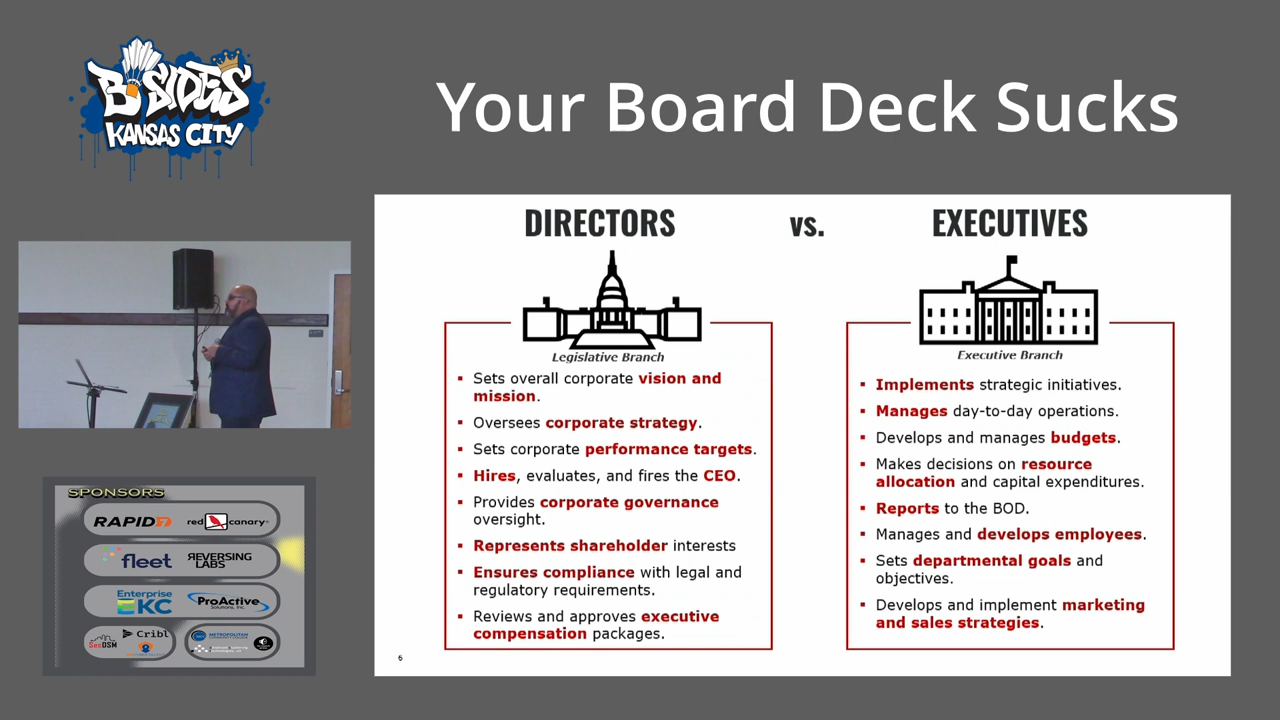 B SIDES
KANSAS CITY
Your Board Deck Sucks
DIRECTORS
vs.
EXECUTIVES
Legislative Branch
▪ Sets overall corporate vision and
mission.
▪ Oversees corporate strategy.
▪ Sets corporate performance targets.
▪ Hires, evaluates, and fires the CEO.
▪ Provides corporate governance
oversight.
▪ Represents shareholder interests
▪ Ensures compliance with legal and
regulatory requirements.
▪ Reviews and approves executive
compensation packages.
Executive Branch
▪ Implements strategic initiatives.
▪ Manages day-to-day operations.
▪ Develops and manages budgets.
▪ Makes decisions on resource
allocation and capital expenditures.
▪ Reports to the BOD.
▪ Manages and develops employees.
▪ Sets departmental goals and
objectives.
▪ Develops and implement marketing
and sales strategies.
6
SPONSORS
RAPID7
red canary
fleet
REVERSING
LABS
Enterprise
KC
ProActive
Solutions, Inc.
SecDSM
Cribl
METROPOLITAN